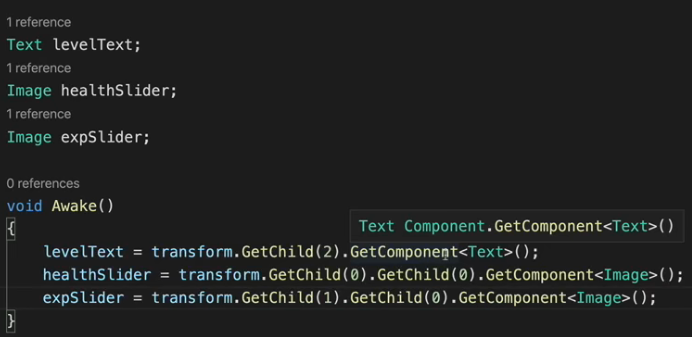 1 reference
Text levelText;
1 reference
Image healthSlider;
1 reference
Image expSlider;
0 references
void Awake()
{
Text Component.GetComponent<Text>()
levelText = transform.GetChild(2).GetComponent<Text>();
healthSlider = transform.GetChild(0).GetChild(0).GetComponent<Image>();
expSlider = transform.GetChild(1).GetChild(0).GetComponent<Image>();
}